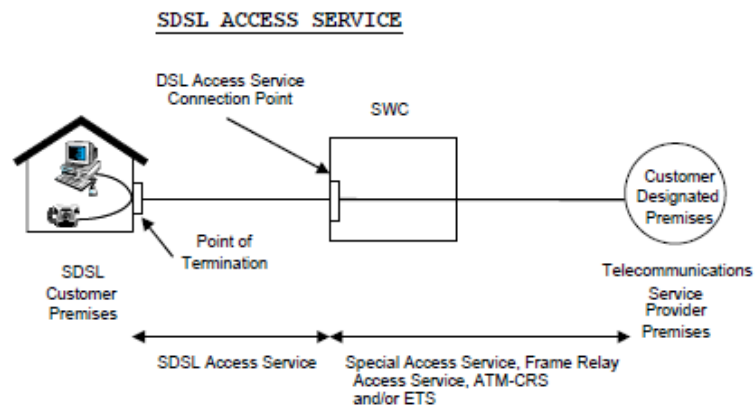 SDSL ACCESS SERVICE
DSL Access Service
Connection Point
SWC
Customer
Designated
Premises
Point of
Termination
SDSL
Customer
Premises
Telecommunications
Service
Provider
Premises
SDSL Access Service
Special Access Service, Frame Relay
Access Service, ATM-CRS
and/or ETS